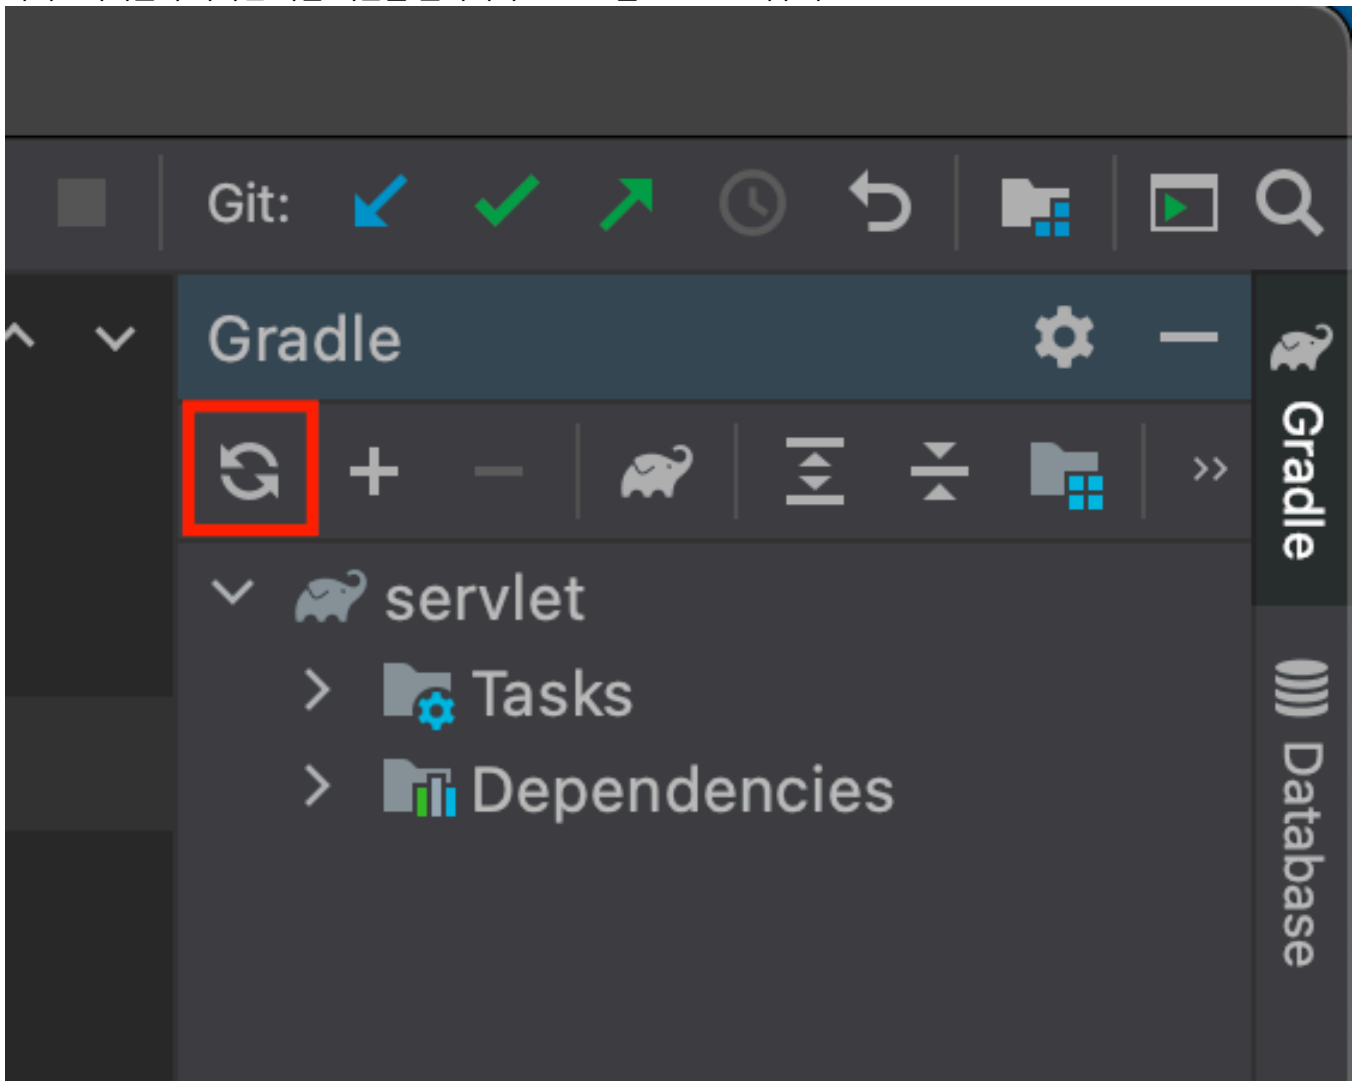 Git:
Gradle
servlet
Tasks
Dependencies
Gradle
Database